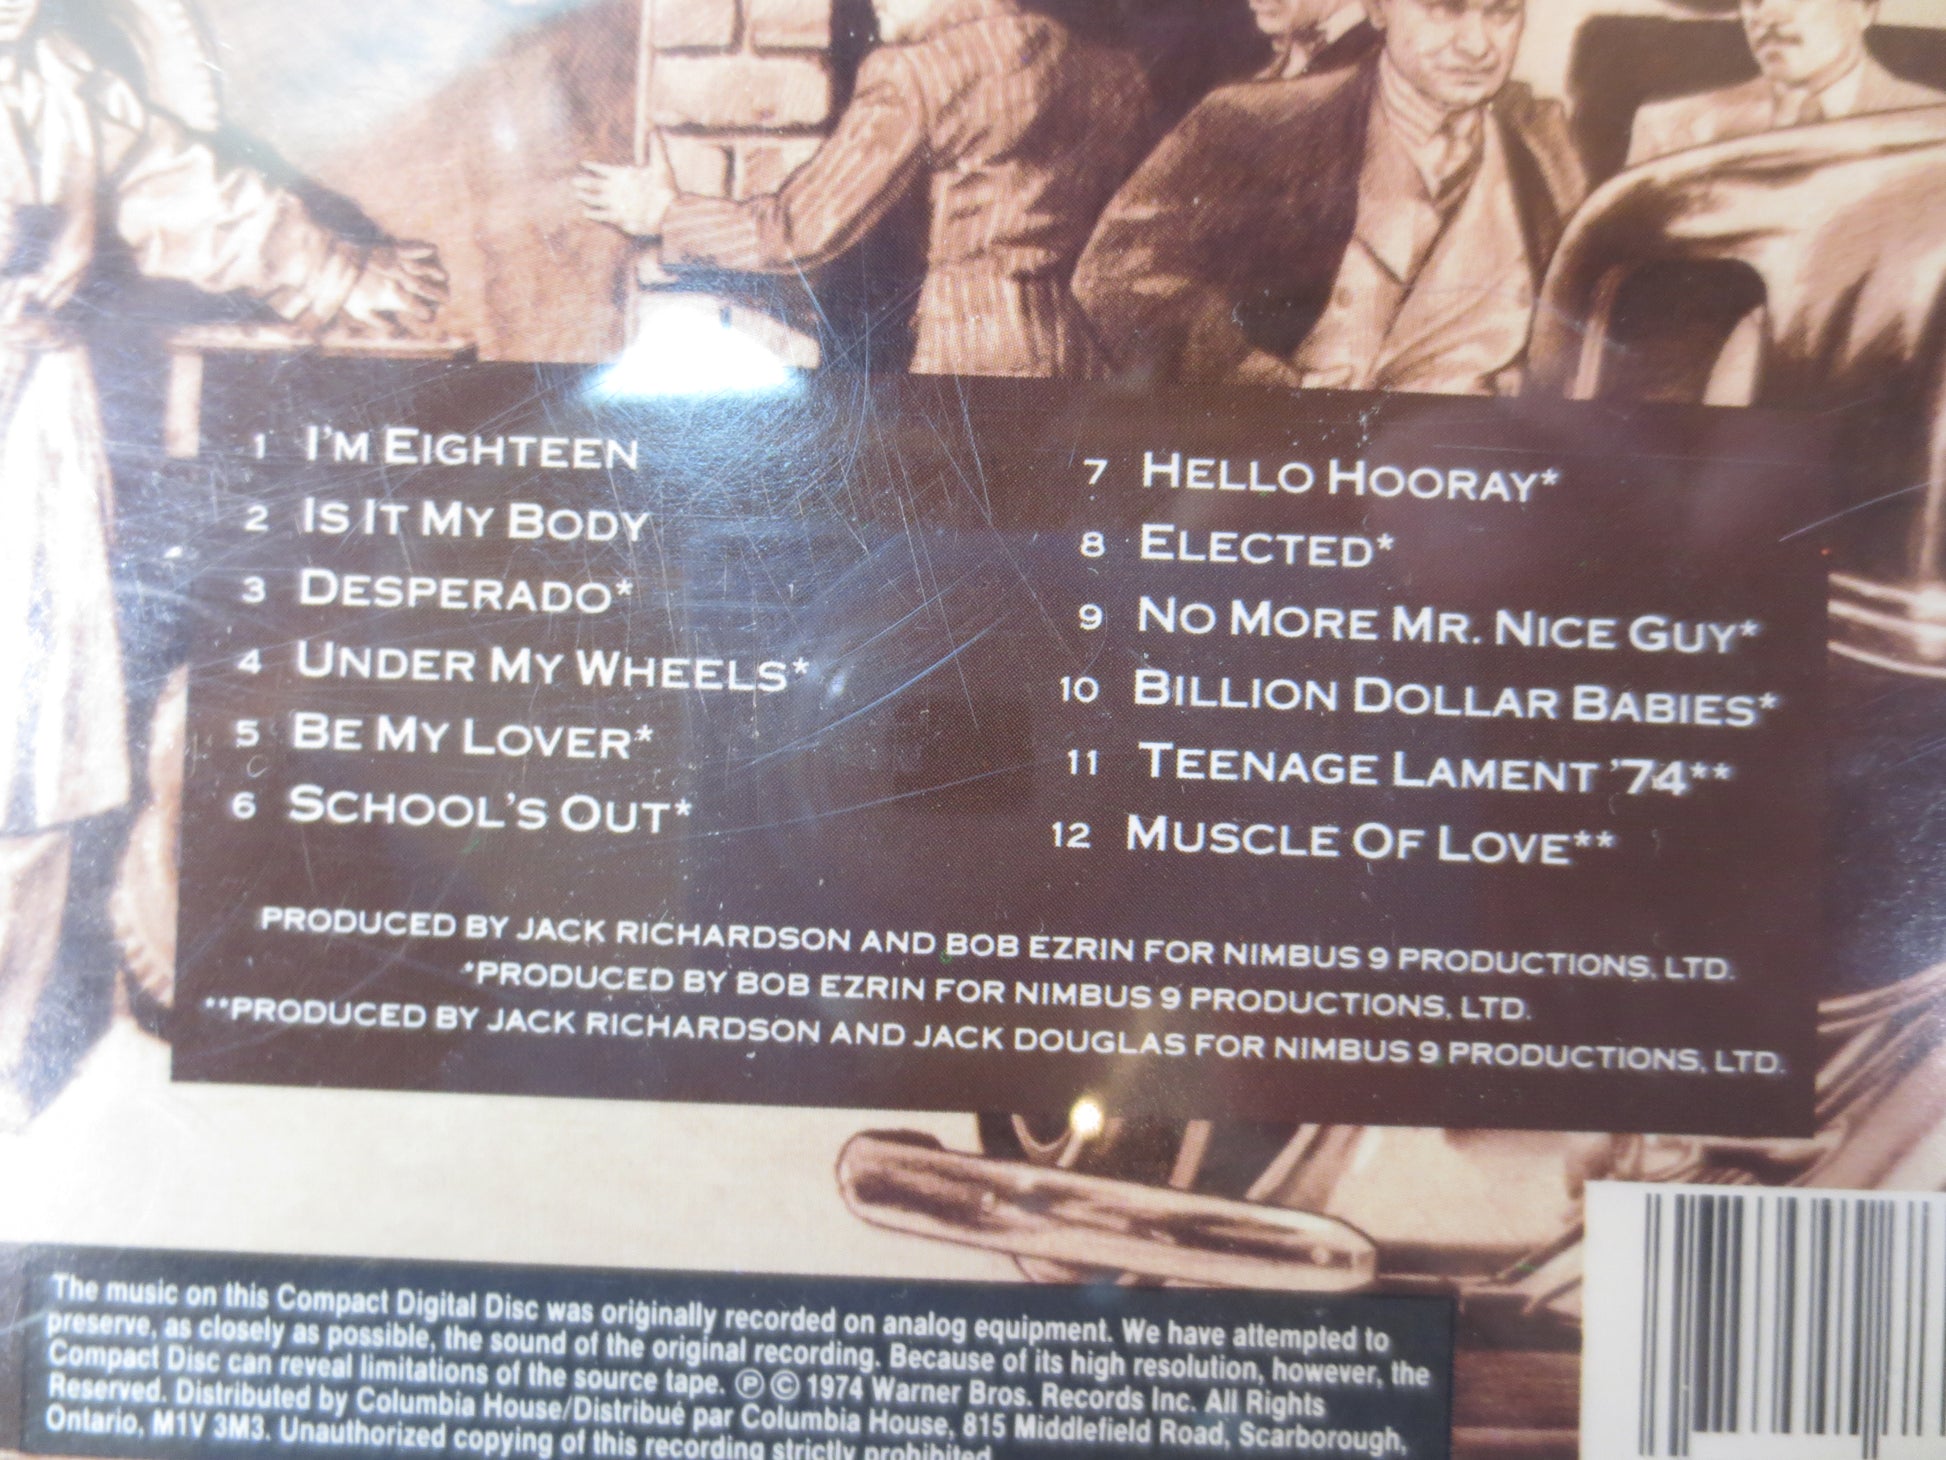 1 I'M EIGHTEEN
2 IS IT MY BODY
3 DESPERADO*
4 UNDER MY WHEELS*
5 BE MY LOVER*
6 SCHOOL'S OUT*
7 HELLO HOORAY*
8 ELECTED*
9 NO MORE MR. NICE GUY*
10 BILLION DOLLAR BABIES*
11 TEENAGE LAMENT '74**
12 MUSCLE OF LOVE**
PRODUCED BY JACK RICHARDSON AND BOB EZRIN FOR NIMBUS 9 PRODUCTIONS, LTD.
*PRODUCED BY BOB EZRIN FOR NIMBUS 9 PRODUCTIONS, LTD.
**PRODUCED BY JACK RICHARDSON AND JACK DOUGLAS FOR NIMBUS 9 PRODUCTIONS, LTD.
The music on this Compact Digital Disc was originally recorded on analog equipment. We have attempted to
preserve, as closely as possible, the sound of the original recording. Because of its high resolution, however, the
Compact Disc can reveal limitations of the source tape. ℗ © 1974 Warner Bros. Records Inc. All Rights
Reserved. Distributed by Columbia House/Distribué par Columbia House, 815 Middlefield Road, Scarborough,
Ontario, M1V 3M3. Unauthorized copying of this recording strictly prohibited